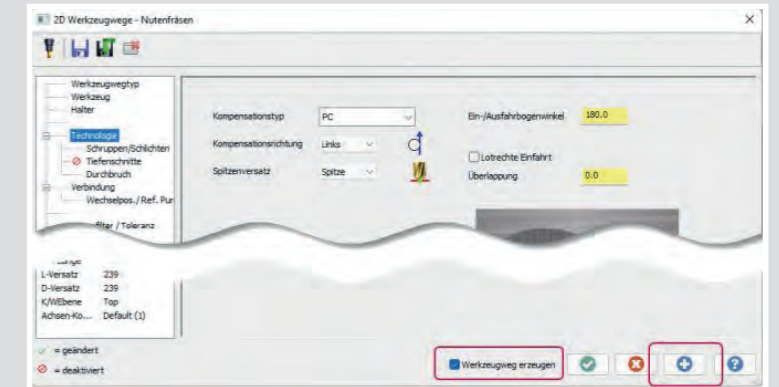 2D Werkzeugwege - Nutenfräsen
Werkzeugwegtyp
Werkzeug
Halter
Technologie
Schruppen/Schlichten
Tiefenschnitte
Durchbruch
Verbindung
Wechselpos./ Ref. Pur
filter / Toleranz
Kompensationstyp PC
Kompensationsrichtung Links
Spitzenversatz Spitze
Ein-/Ausfahrbogenwinkel 180.0
Lotrechte Einfahrt
Überlappung 0.0
L-Versatz 239
D-Versatz 239
K/WEbene Top
Achsen-Ko... Default (1)
= geändert
= deaktiviert
Werkzeugweg erzeugen